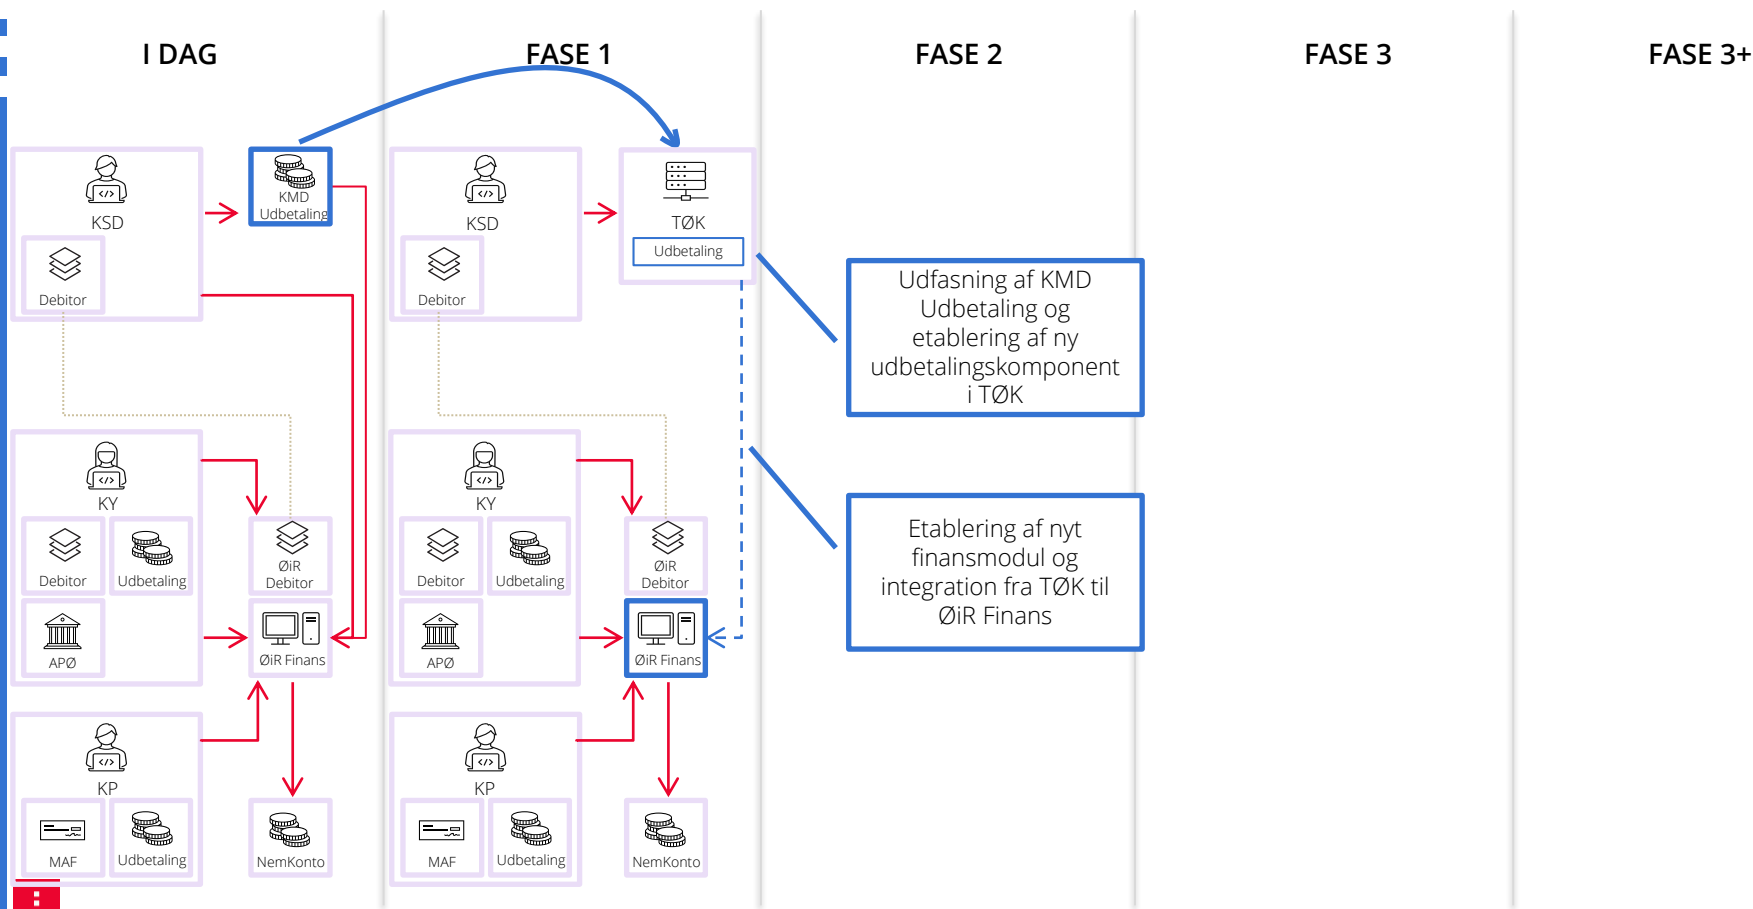 I DAG
FASE 1
FASE 2
FASE 3
FASE 3+
KSD
Debitor
KMD
Udbetaling
KY
Debitor
Udbetaling
APØ
ØiR
Debitor
ØiR Finans
KP
MAF
Udbetaling
NemKonto
KSD
Debitor
TØK
Udbetaling
KY
Debitor
Udbetaling
APØ
ØiR
Debitor
ØiR Finans
KP
MAF
Udbetaling
NemKonto
Udfasning af KMD
Udbetaling og
etablering af ny
udbetalingskomponent
i TØK
Etablering af nyt
finansmodul og
integration fra TØK til
ØiR Finans